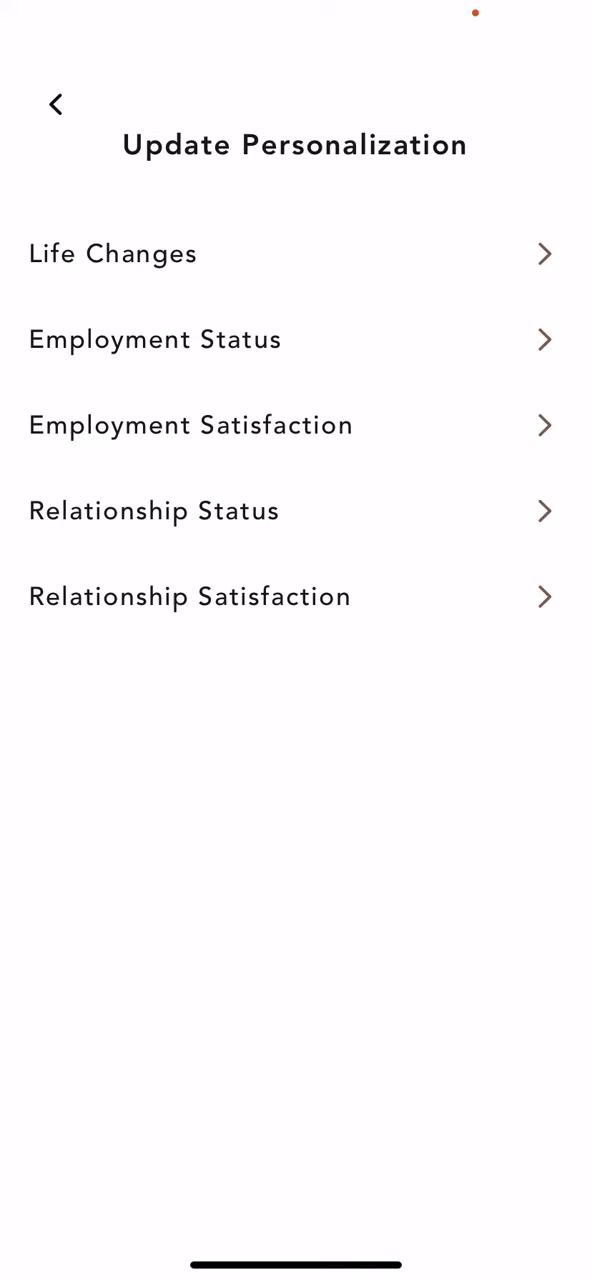 Update Personalization
Life Changes
Employment Status
Employment Satisfaction
Relationship Status
Relationship Satisfaction